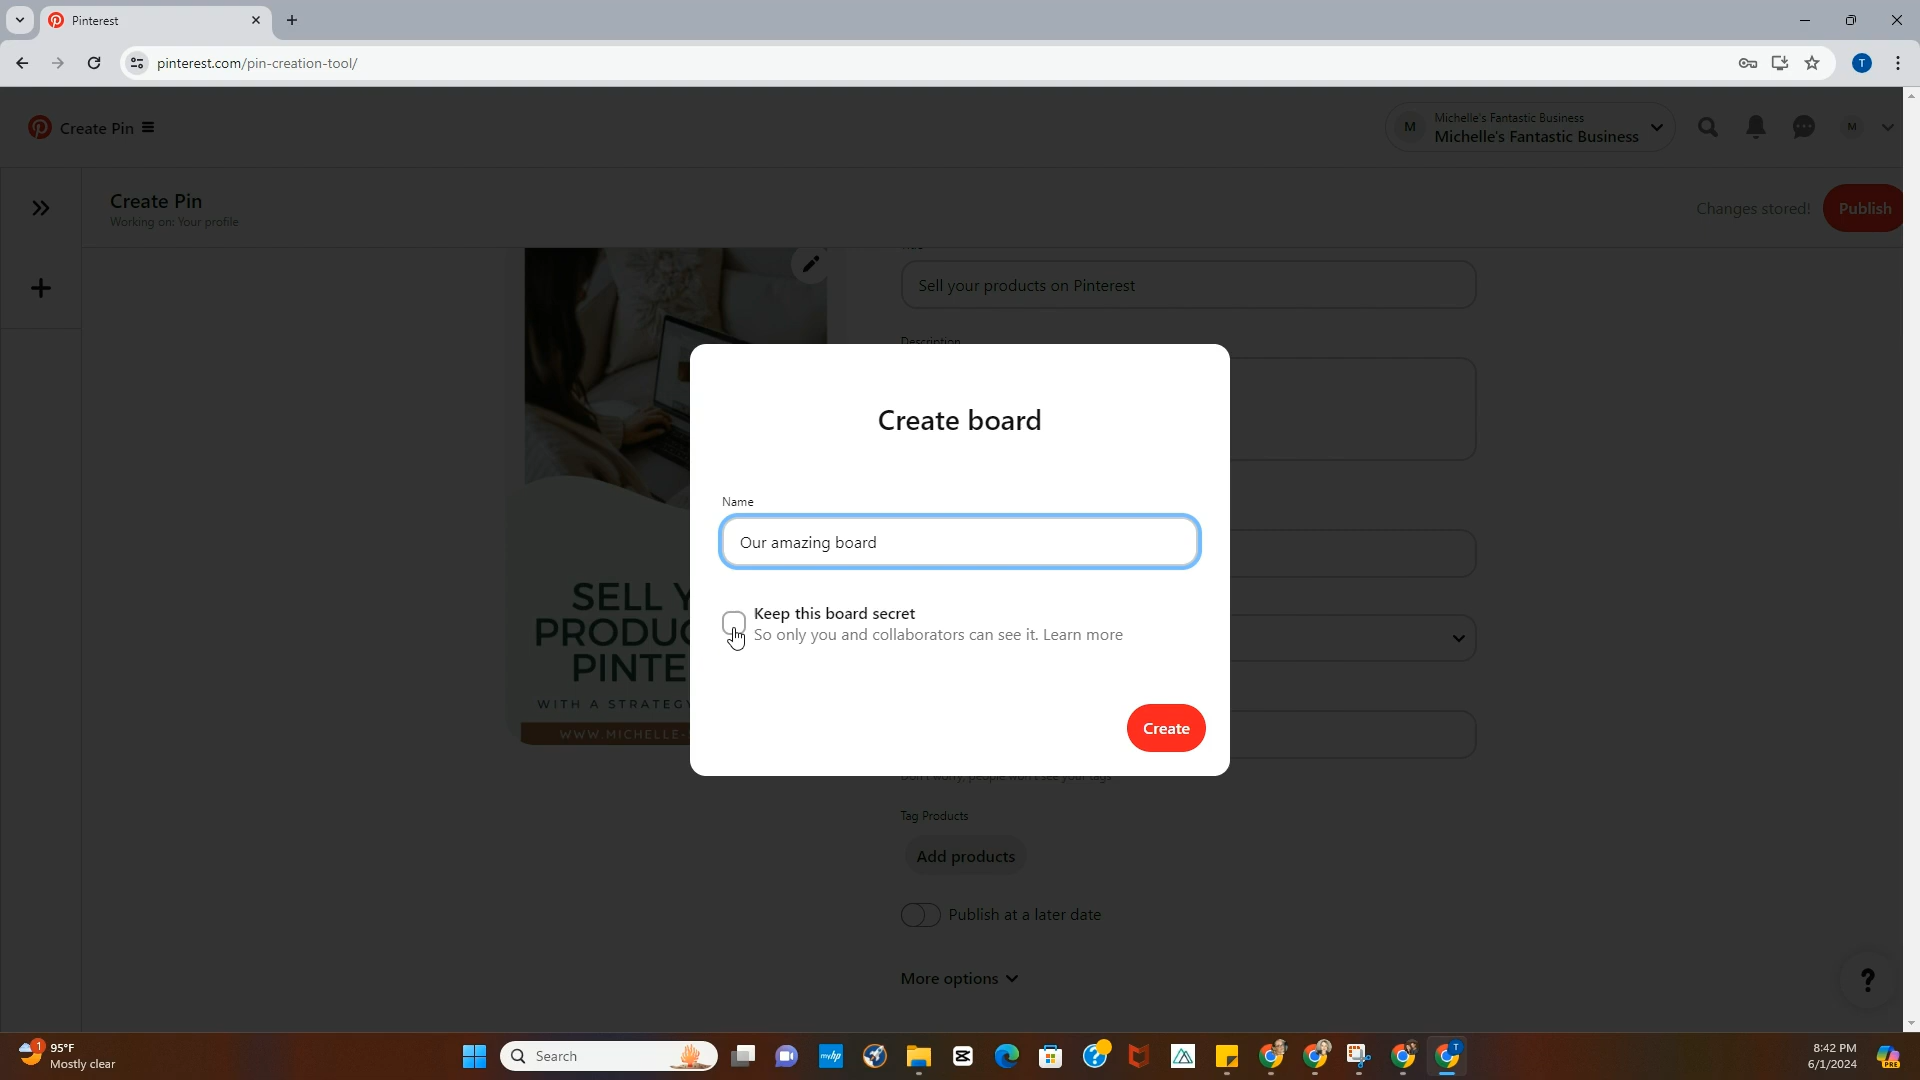 Pinterest
pinterest.com/pin-creation-tool/
T
Create Pin
M
Michelle's Fantastic Business
Michelle's Fantastic Business
M
Create Pin
Working on: Your profile
Changes stored!
Publish
Sell your products on Pinterest
Description
Create board
Name
Our amazing board
Keep this board secret
So only you and collaborators can see it. Learn more
Create
SELL Y
PRODUC
PINTE
WITH A STRATEGY
WWW.MICHELLE-
Don't worry, people won't see your tags
Tag Products
Add products
Publish at a later date
More options
?
1
95°F
Mostly clear
Search
myhp
T
8:42 PM
6/1/2024
PRE